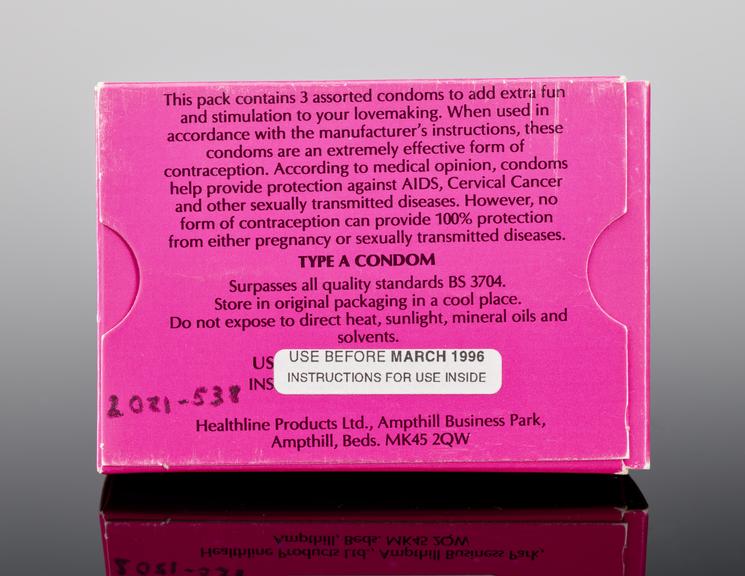 This pack contains 3 assorted condoms to add extra fun
and stimulation to your lovemaking. When used in
accordance with the manufacturer's instructions, these
condoms are an extremely effective form of
contraception. According to medical opinion, condoms
help provide protection against AIDS, Cervical Cancer
and other sexually transmitted diseases. However, no
form of contraception can provide 100% protection
from either pregnancy or sexually transmitted diseases.
TYPE A CONDOM
Surpasses all quality standards BS 3704.
Store in original packaging in a cool place.
Do not expose to direct heat, sunlight, mineral oils and
solvents.
US USE BEFORE MARCH 1996
INS INSTRUCTIONS FOR USE INSIDE
2021-538
Healthline Products Ltd., Ampthill Business Park,
Ampthill, Beds. MK45 2QW